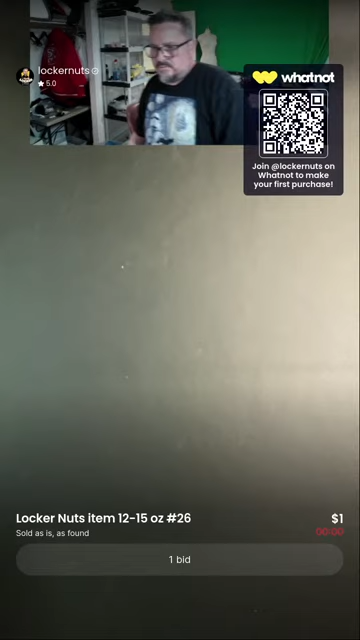 lockernuts
★ 5.0
whatnot
Join @lockernuts on
Whatnot to make
your first purchase!
Locker Nuts item 12-15 oz #26
$1
Sold as is, as found
00:00
1 bid